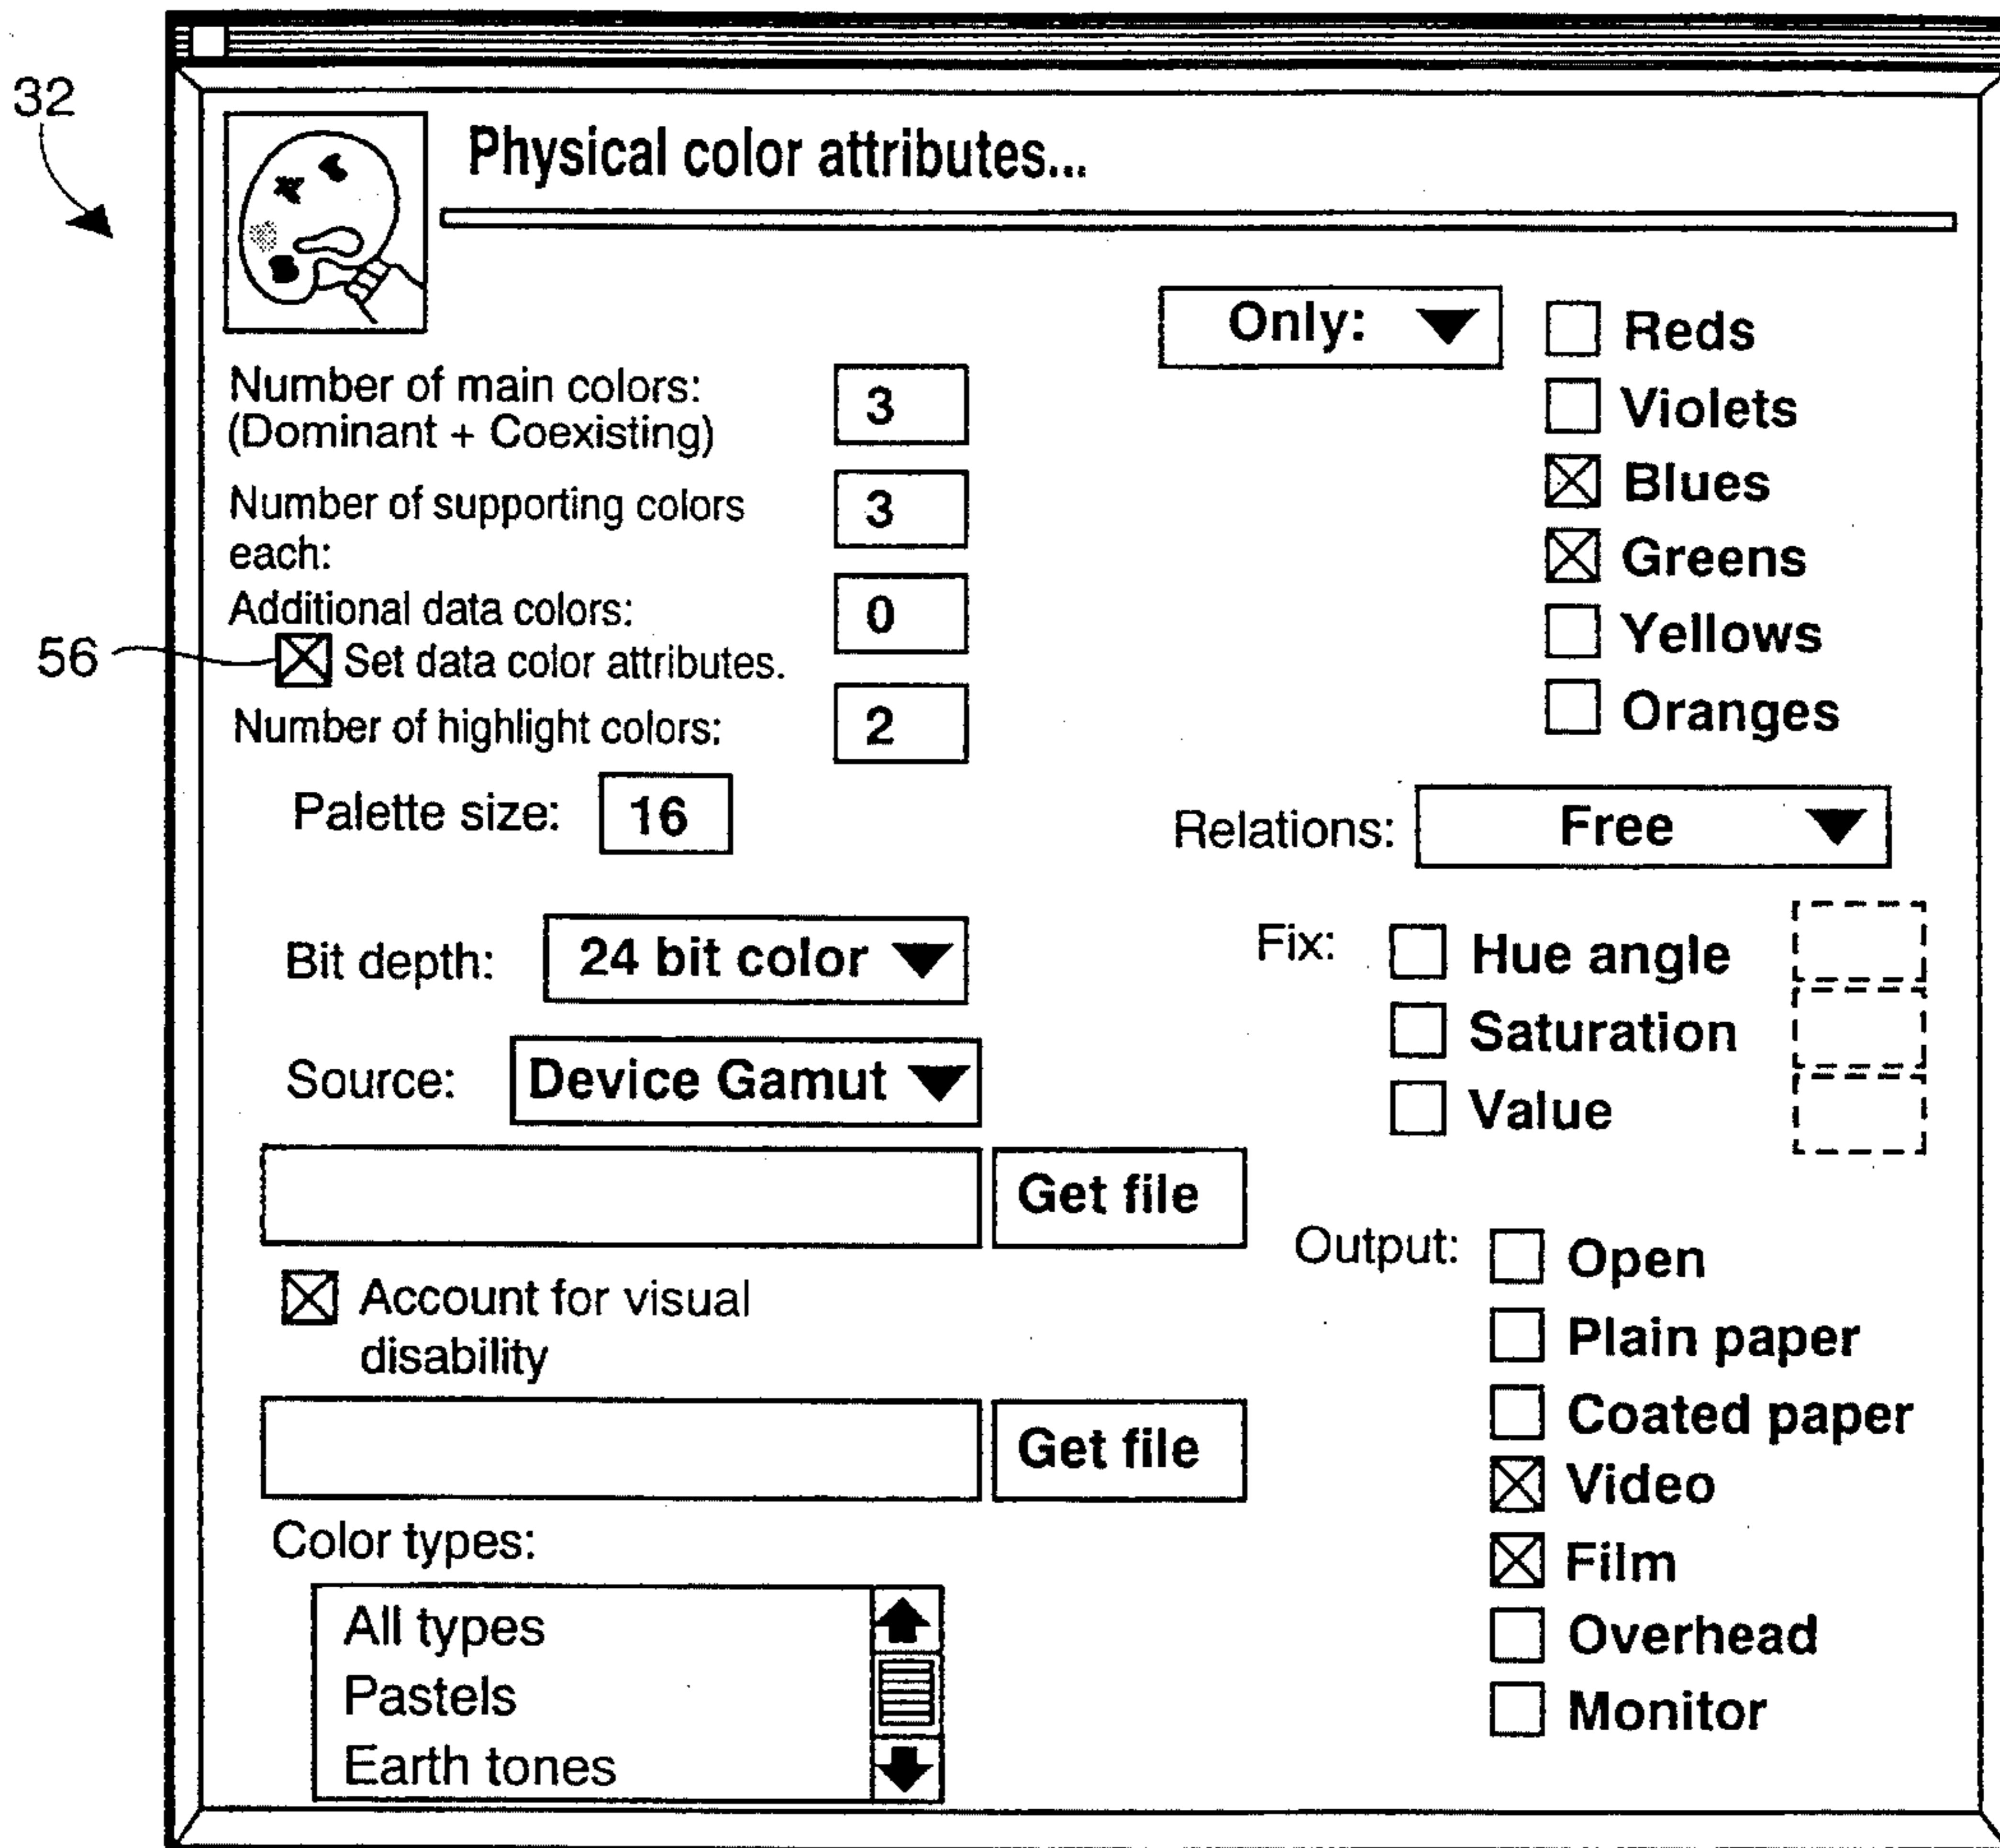 32
Physical color attributes...
Number of main colors:
(Dominant + Coexisting)
3
Number of supporting colors
each:
3
Additional data colors:
0
56
Set data color attributes.
Number of highlight colors:
2
Palette size:
16
Bit depth:
24 bit color
Source:
Device Gamut
Get file
Account for visual
disability
Get file
Color types:
All types
Pastels
Earth tones
Only:
Reds
Violets
Blues
Greens
Yellows
Oranges
Relations:
Free
Fix:
Hue angle
Saturation
Value
Output:
Open
Plain paper
Coated paper
Video
Film
Overhead
Monitor